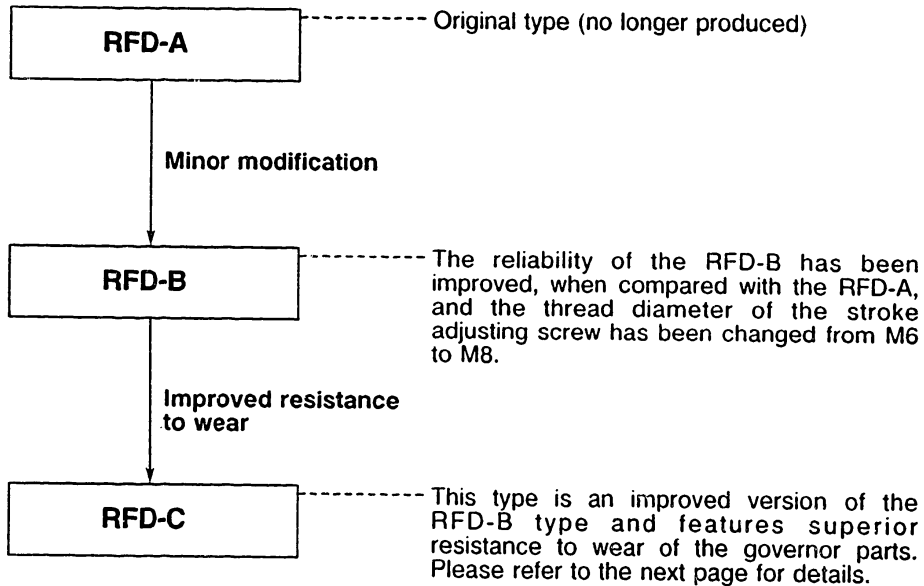 RFD-A
Original type (no longer produced)
Minor modification
RFD-B
The reliability of the RFD-B has been
improved, when compared with the RFD-A,
and the thread diameter of the stroke
adjusting screw has been changed from M6
to M8.
Improved resistance
to wear
RFD-C
This type is an improved version of the
RFD-B type and features superior
resistance to wear of the governor parts.
Please refer to the next page for details.